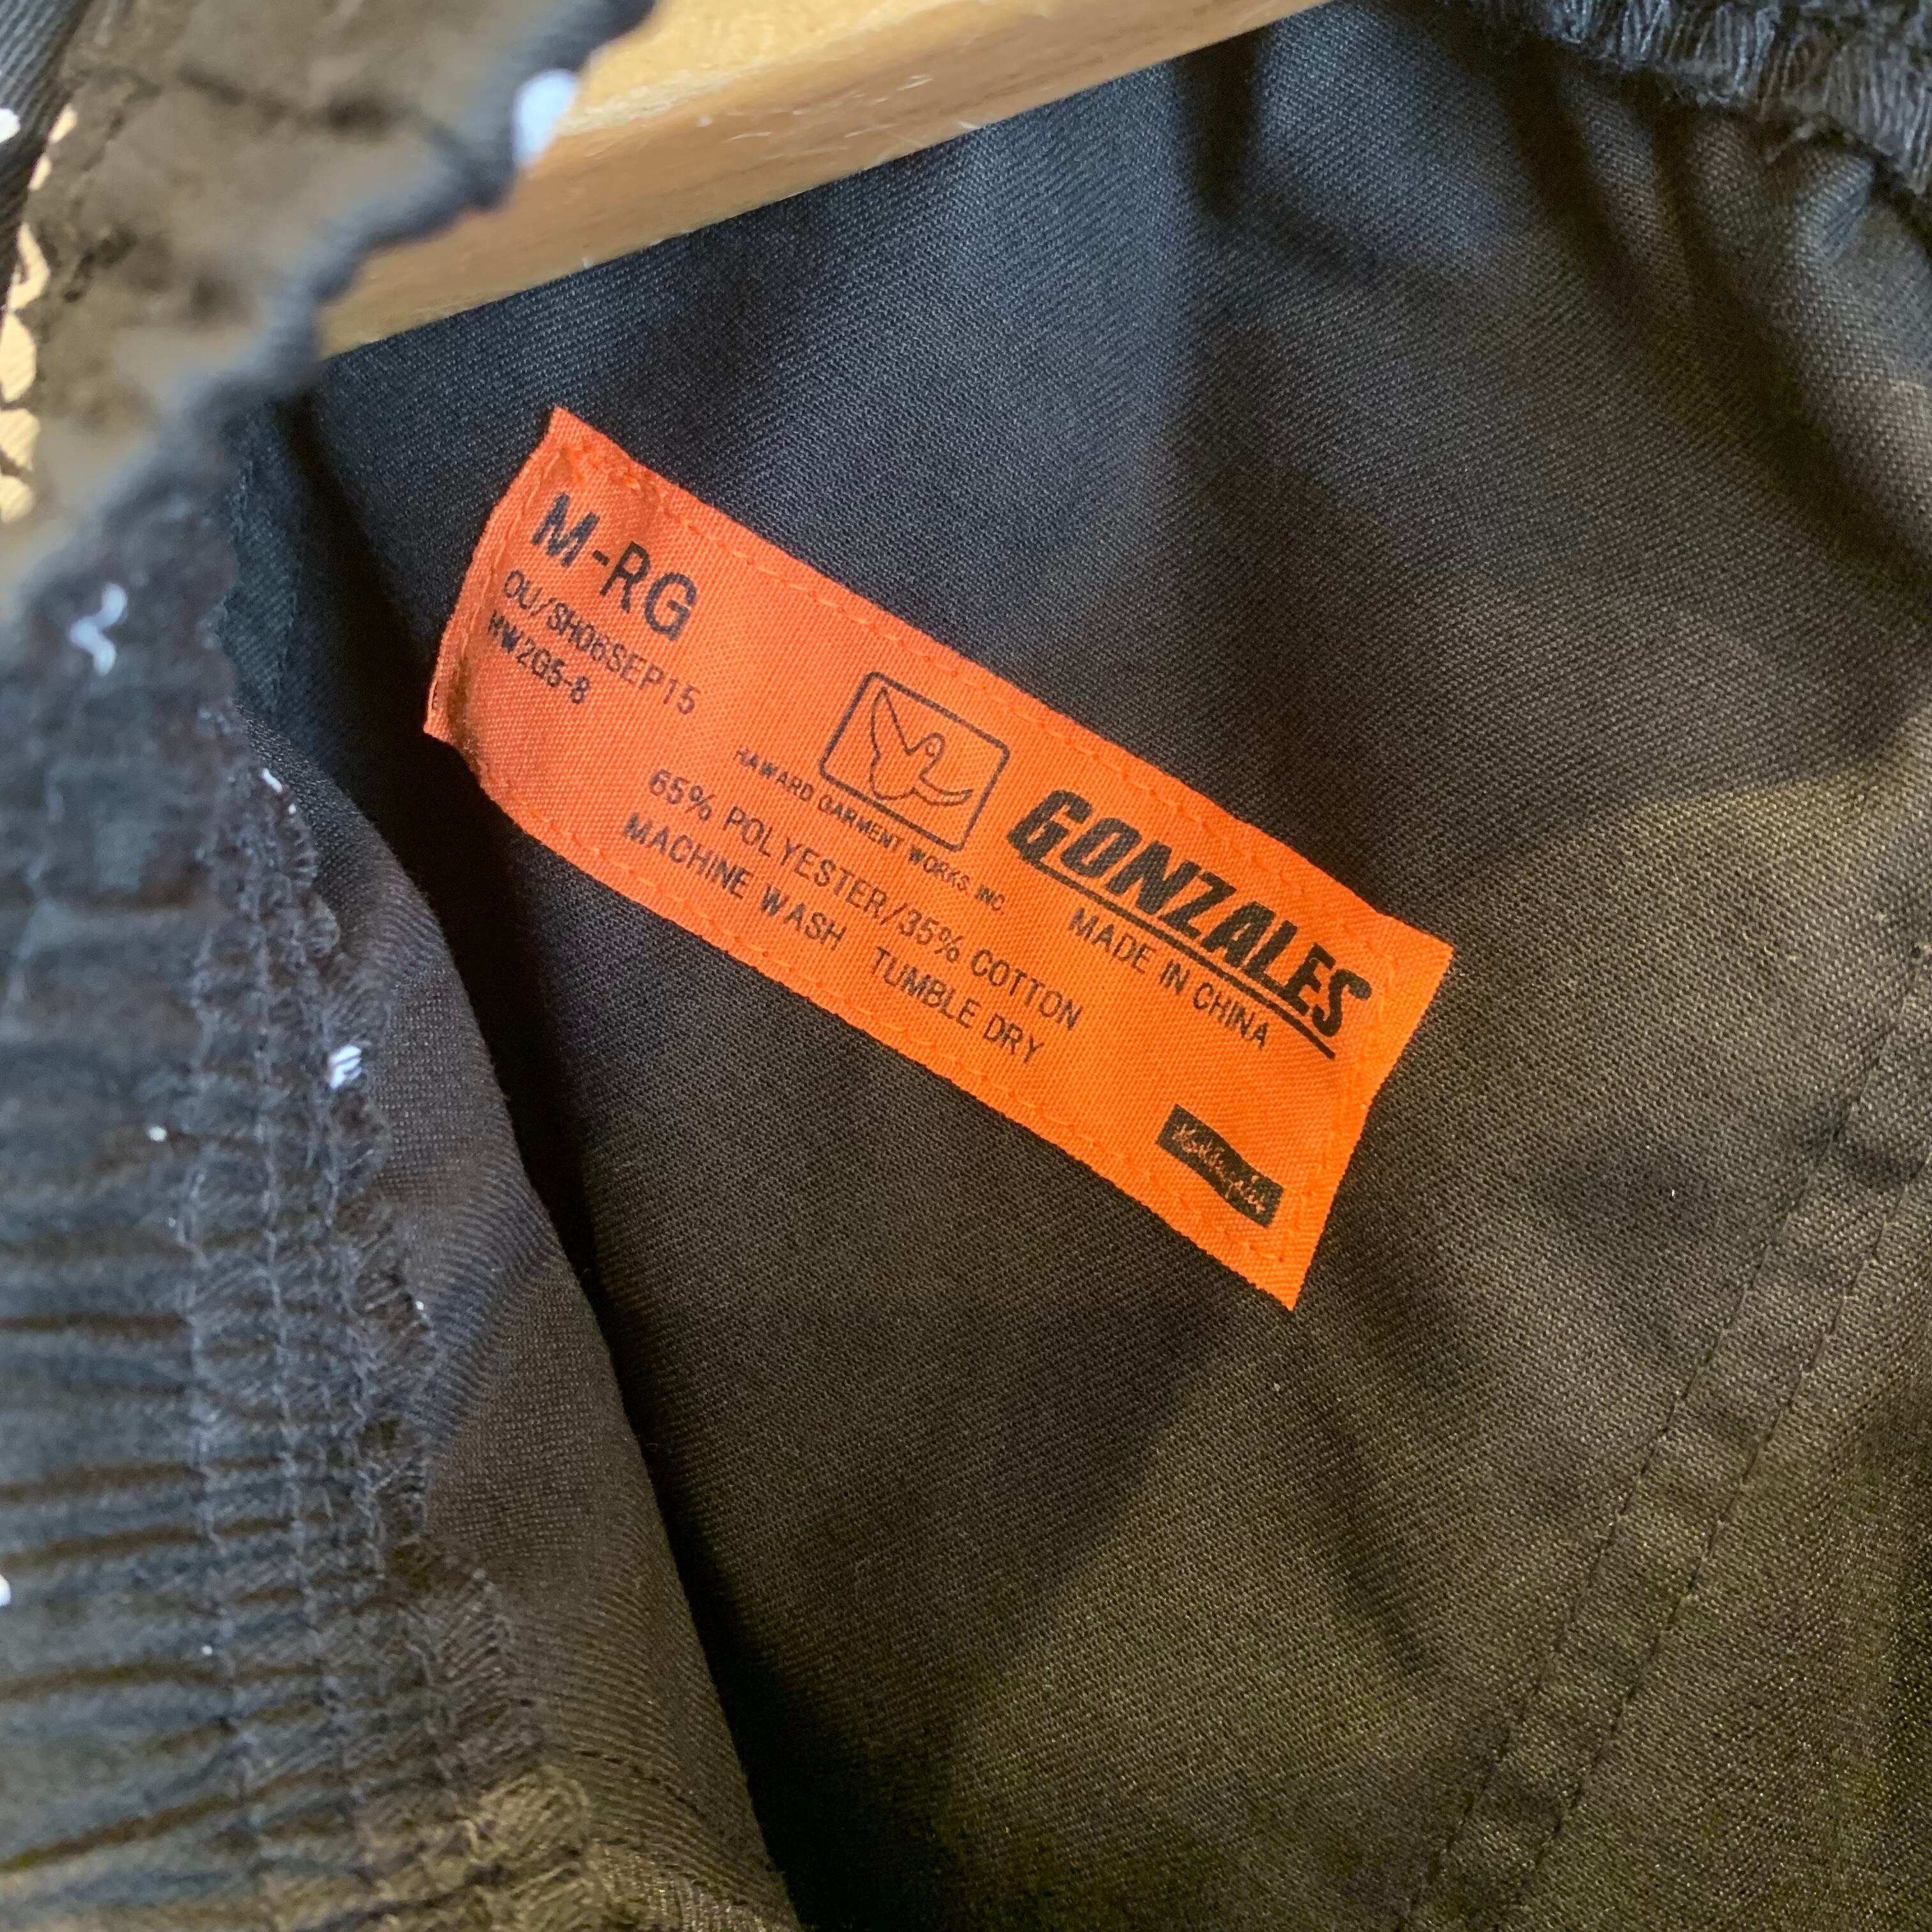 M-RG
OU/SH06SEP15
HW2G5-8
HAWARD GARMENT WORKS, INC
GONZALES
MADE IN CHINA
65% POLYESTER/35% COTTON
MACHINE WASH TUMBLE DRY